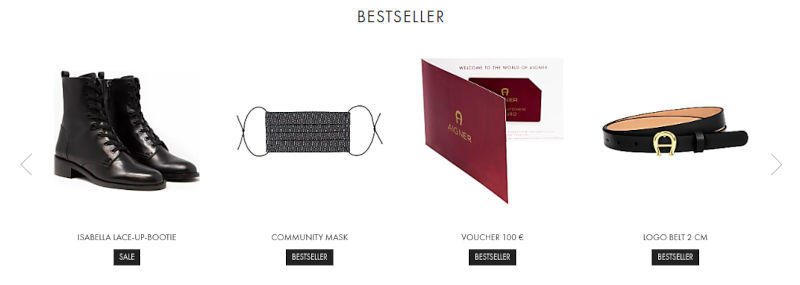 BESTSELLER
WELCOME TO THE WORLD OF AIGNER
AIGNER
ISABELLA LACE-UP-BOOTIE
COMMUNITY MASK
VOUCHER 100 €
LOGO BELT 2 CM
SALE
BESTSELLER
BESTSELLER
BESTSELLER